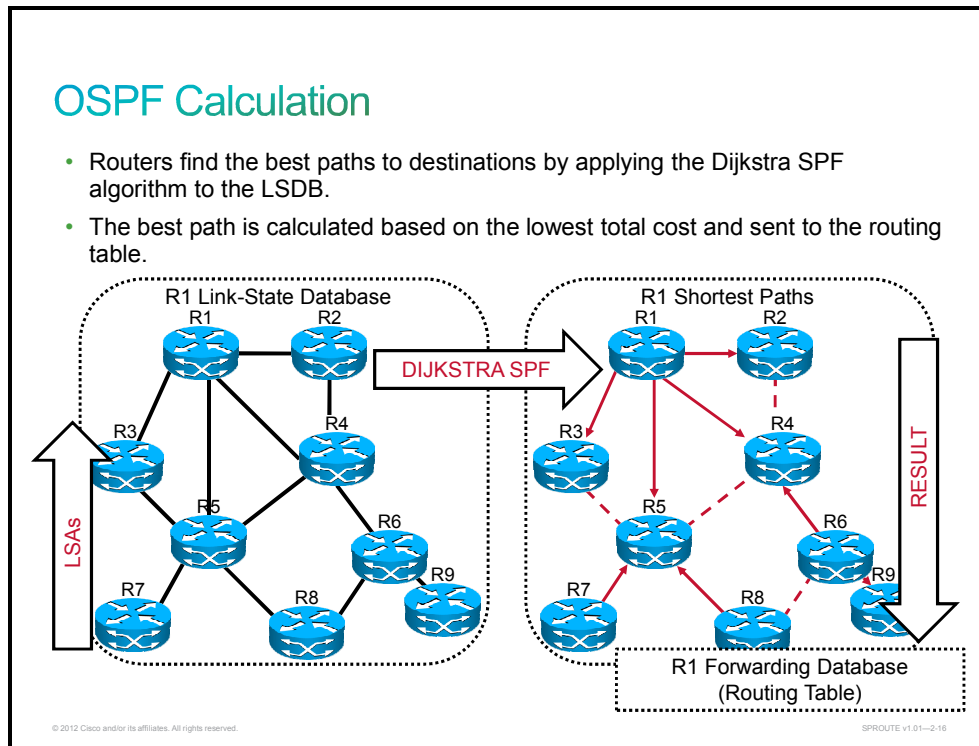 OSPF Calculation
• Routers find the best paths to destinations by applying the Dijkstra SPF
algorithm to the LSDB.
• The best path is calculated based on the lowest total cost and sent to the routing
table.
R1 Link-State Database
R1
R2
R3
R4
R5
R6
R7
R8
R9
LSAs
DIJKSTRA SPF
R1 Shortest Paths
R1
R2
R3
R4
R5
R6
R7
R8
R9
RESULT
R1 Forwarding Database
(Routing Table)
© 2012 Cisco and/or its affiliates. All rights reserved.
SPROUTE v1.01—2-16